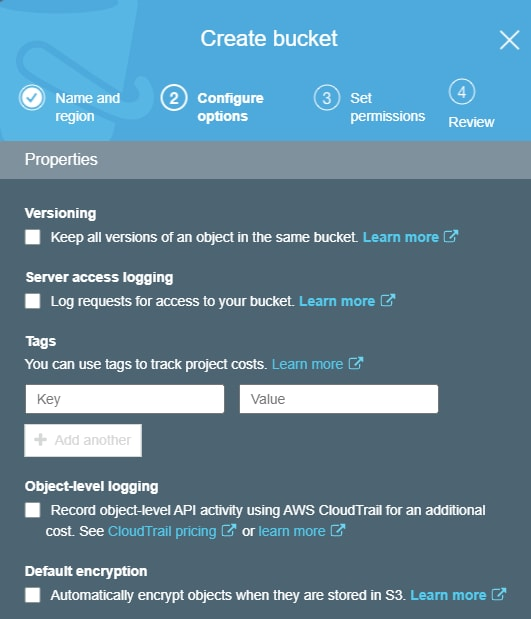 Create bucket
Name and
region
2
Configure
options
3
Set
permissions
4
Review
Properties
Versioning
Keep all versions of an object in the same bucket. Learn more
Server access logging
Log requests for access to your bucket. Learn more
Tags
You can use tags to track project costs. Learn more
Key
Value
Add another
Object-level logging
Record object-level API activity using AWS CloudTrail for an additional
cost. See CloudTrail pricing or learn more
Default encryption
Automatically encrypt objects when they are stored in S3. Learn more